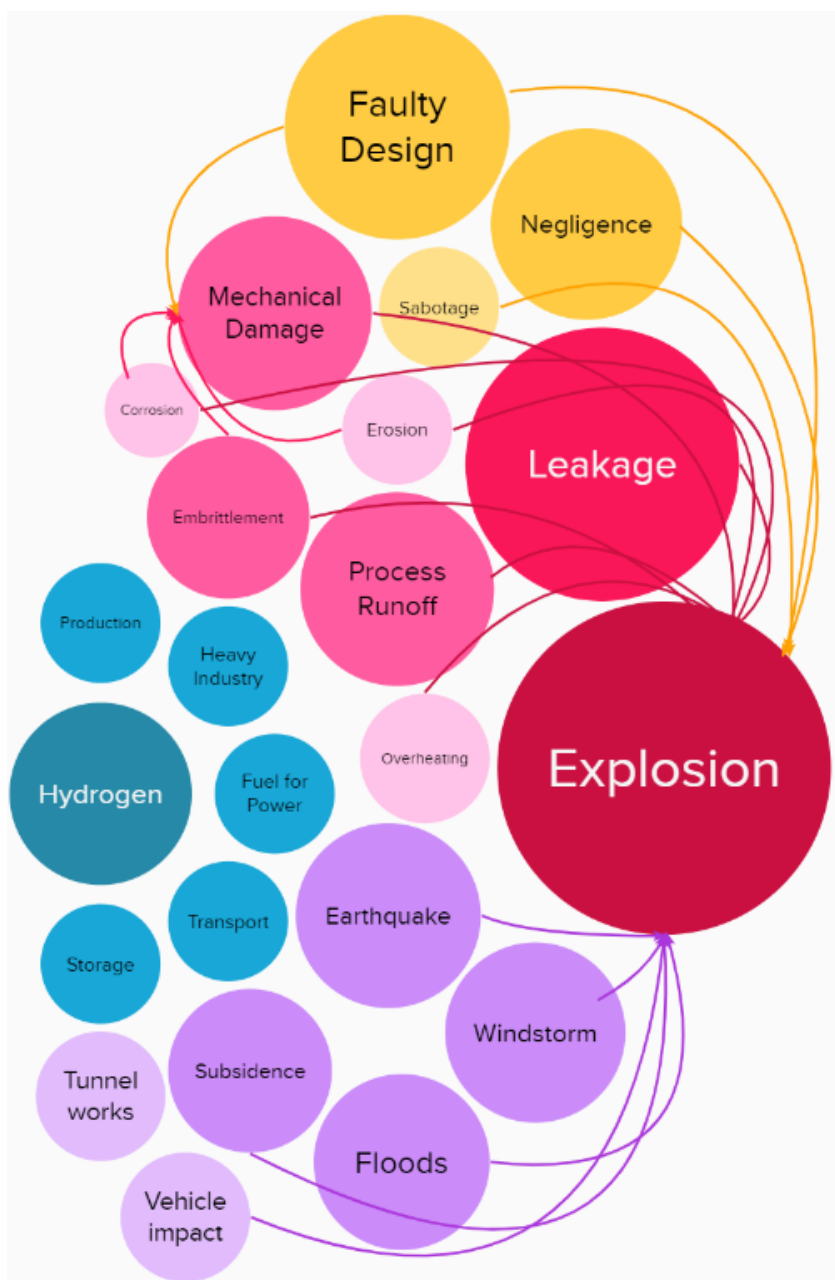 Faulty
Design
Negligence
Mechanical
Damage
Sabotage
Corrosion
Erosion
Leakage
Embrittlement
Process
Runoff
Production
Heavy
Industry
Overheating
Explosion
Hydrogen
Fuel for
Power
Earthquake
Transport
Storage
Windstorm
Subsidence
Tunnel
works
Floods
Vehicle
impact